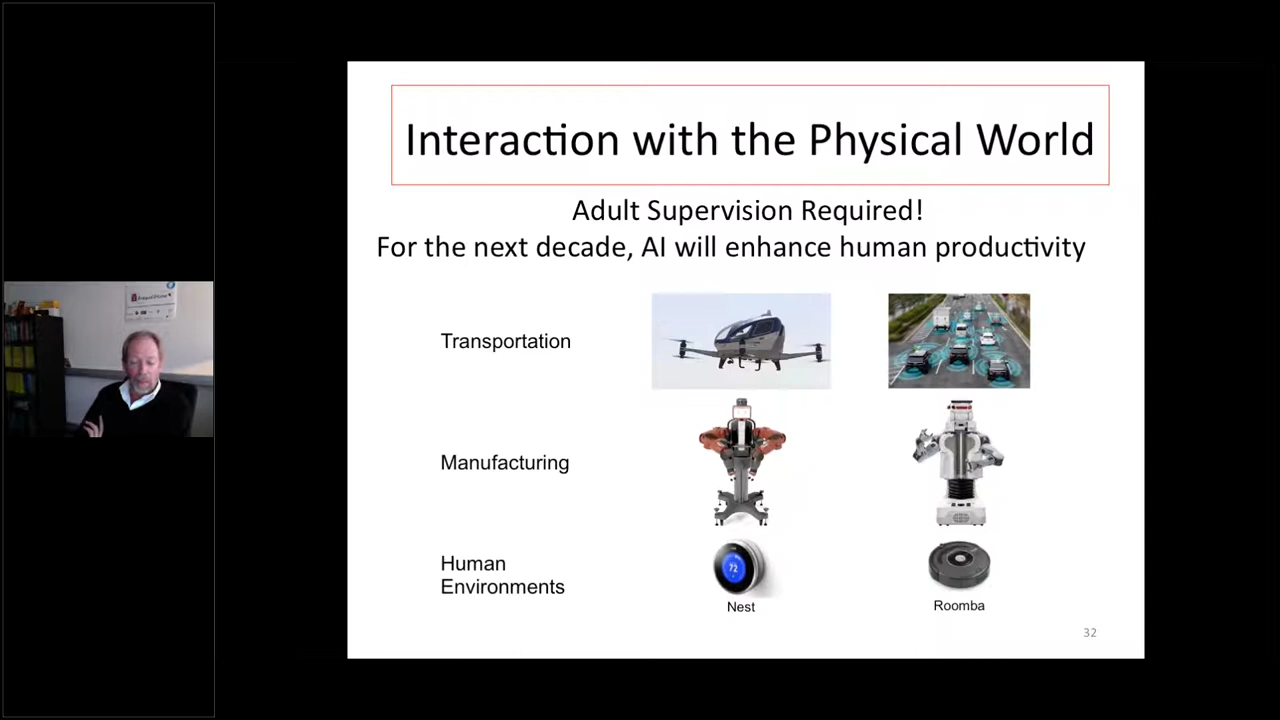 Interaction with the Physical World
Adult Supervision Required!
For the next decade, AI will enhance human productivity
Transportation
Manufacturing
Human
Environments
72
Nest
Roomba
32